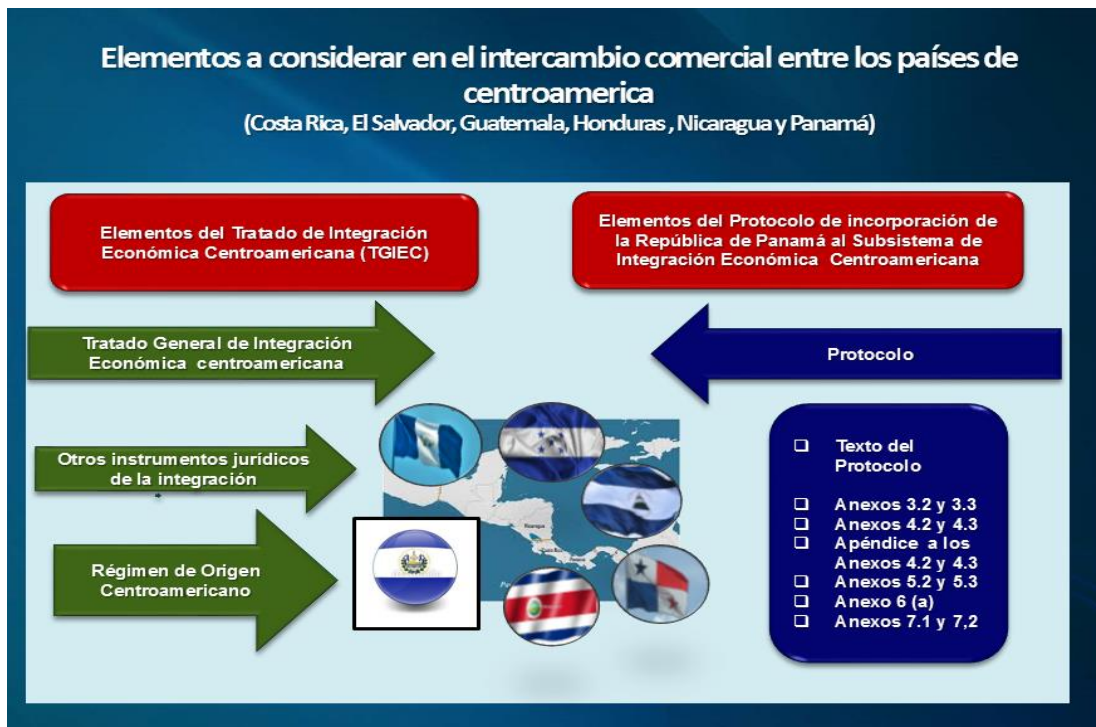 Elementos a considerar en el intercambio comercial entre los países de
centroamerica
(Costa Rica, El Salvador, Guatemala, Honduras , Nicaragua y Panamá)
Elementos del Tratado de Integración
Económica Centroamericana (TGIEC)
Elementos del Protocolo de incorporación de
la República de Panamá al Subsistema de
Integración Económica Centroamericana
Tratado General de Integración
Económica centroamericana
Protocolo
Otros instrumentos jurídicos
de la integración
Régimen de Origen
Centroamericano
Nicaragua
Costa Rica
Texto del
Protocolo
Anexos 3.2 y 3.3
Anexos 4.2 y 4.3
Apéndice a los
Anexos 4.2 y 4.3
Anexos 5.2 y 5.3
Anexo 6 (a)
Anexos 7.1 y 7,2